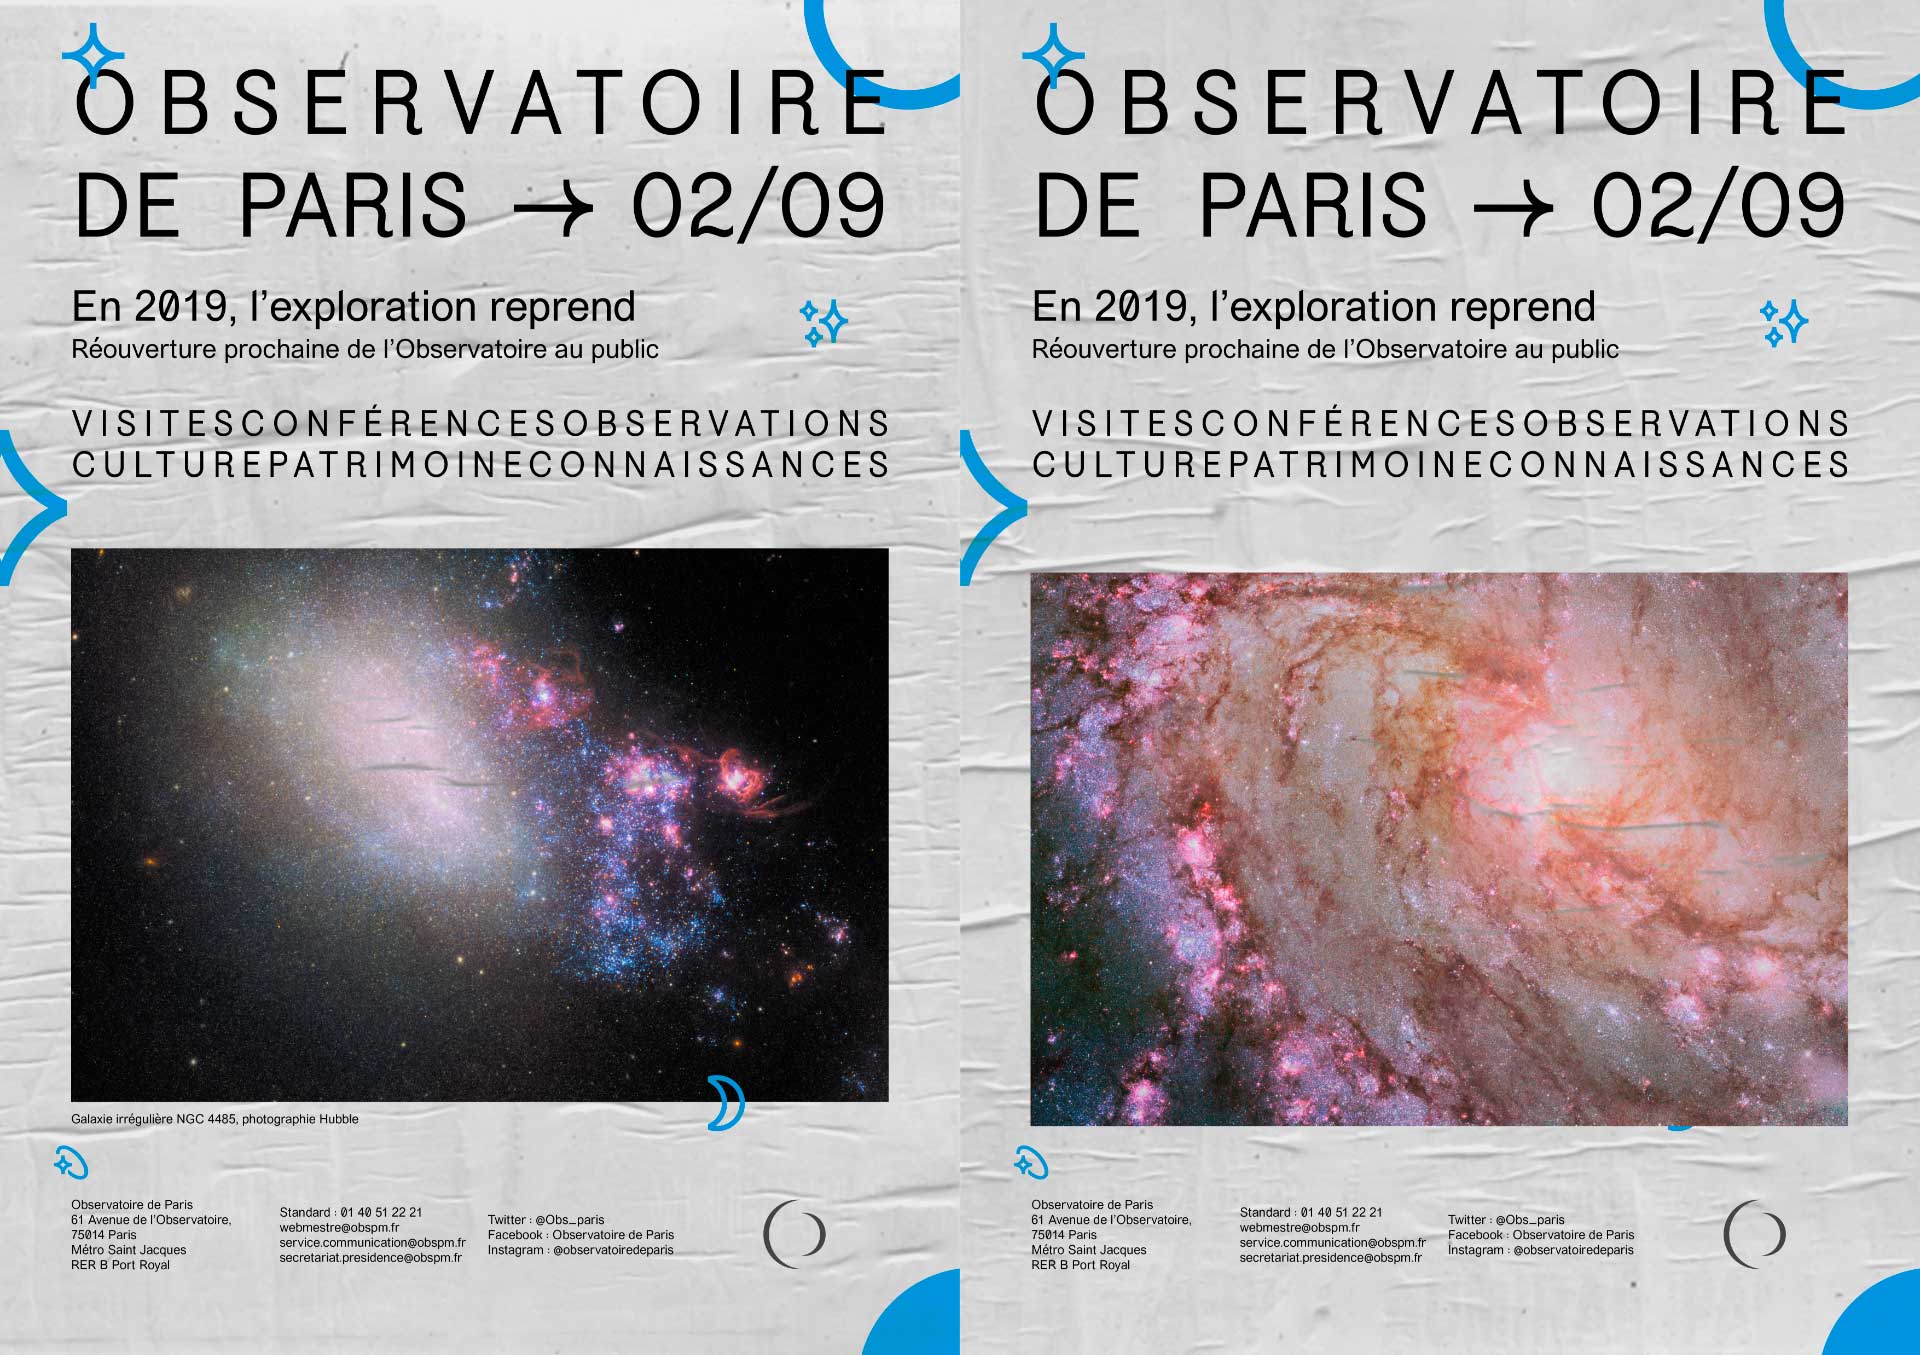 OBSERVATOIRE
DE PARIS → 02/09
En 2019, l’exploration reprend
Réouverture prochaine de l’Observatoire au public
VISITESCONFÉRENCESOBSERVATIONS
CULTUREPATRIMOINECONNAISSANCES
Galaxie irrégulière NGC 4485, photographie Hubble
Observatoire de Paris
61 Avenue de l’Observatoire,
75014 Paris
Métro Saint Jacques
RER B Port Royal
Standard : 01 40 51 22 21
webmestre@obspm.fr
service.communication@obspm.fr
secretariat.presidence@obspm.fr
Twitter : @Obs_paris
Facebook : Observatoire de Paris
Instagram : @observatoiredeparis
OBSERVATOIRE
DE PARIS → 02/09
En 2019, l’exploration reprend
Réouverture prochaine de l’Observatoire au public
VISITESCONFÉRENCESOBSERVATIONS
CULTUREPATRIMOINECONNAISSANCES
Observatoire de Paris
61 Avenue de l’Observatoire,
75014 Paris
Métro Saint Jacques
RER B Port Royal
Standard : 01 40 51 22 21
webmestre@obspm.fr
service.communication@obspm.fr
secretariat.presidence@obspm.fr
Twitter : @Obs_paris
Facebook : Observatoire de Paris
Instagram : @observatoiredeparis